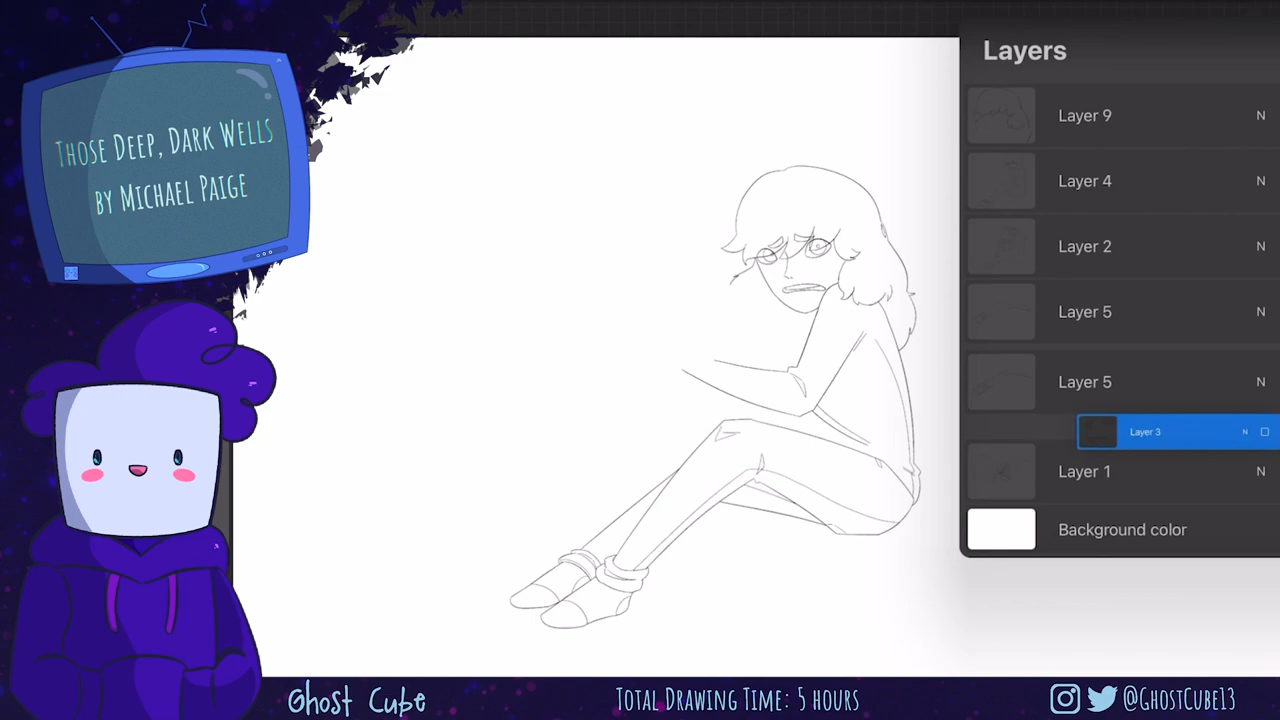 Those Deep, Dark Wells
by Michael Paige
Layers
Layer 9 N
Layer 4 N
Layer 2 N
Layer 5 N
Layer 5 N
Layer 3 N
Layer 1 N
Background color
Ghost Cube
Total Drawing Time: 5 hours
@GhostCube13